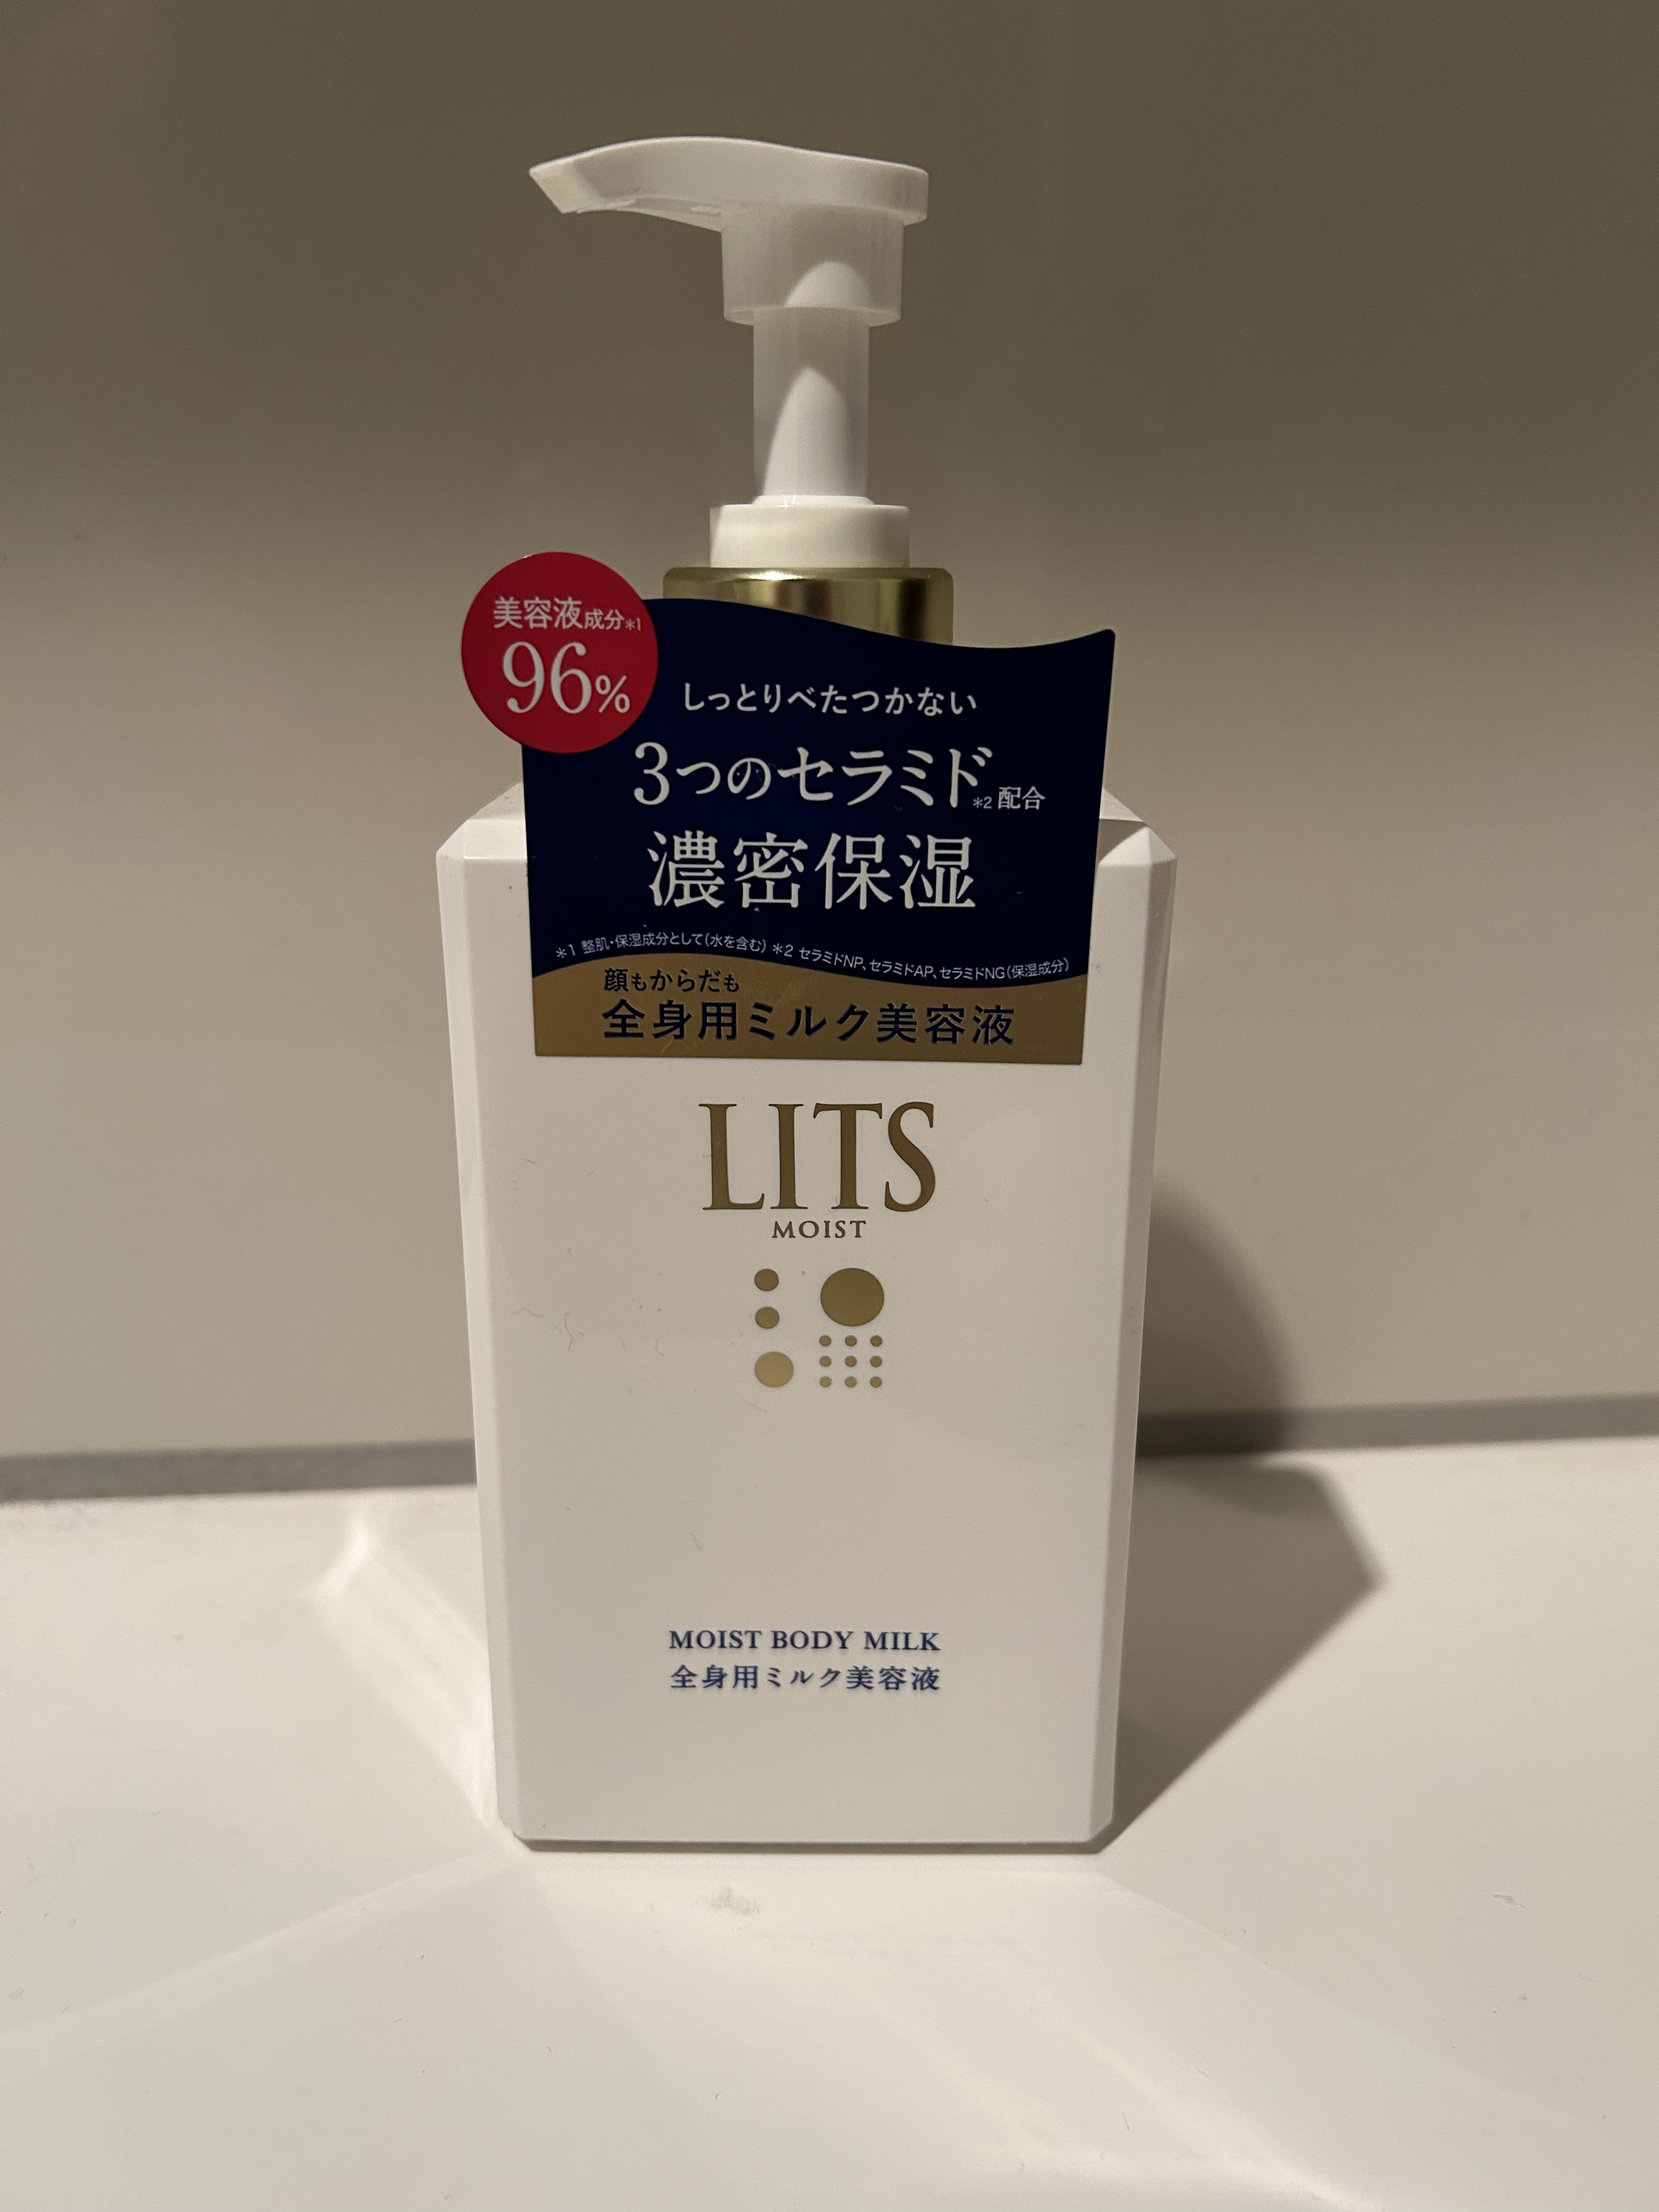 美容液成分*1
96%
しっとりべたつかない
3つのセラミド*2配合
濃密保湿
*1 整肌・保湿成分として(水を含む) *2 セラミドNP、セラミドAP、セラミドNG(保湿成分)
顔もからだも
全身用ミルク美容液
LITS
MOIST
MOIST BODY MILK
全身用ミルク美容液